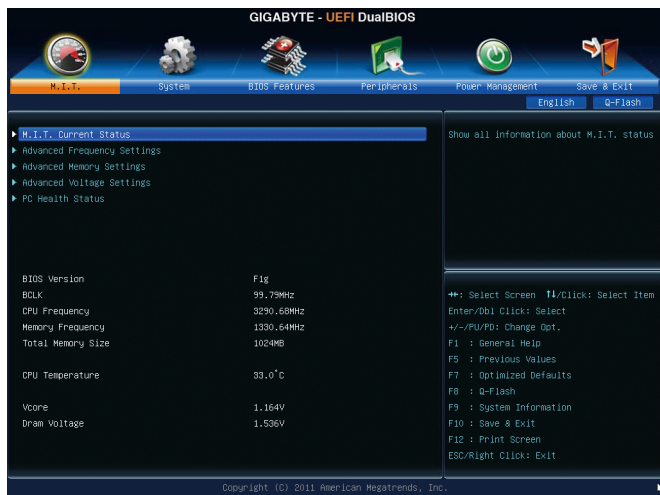 GIGABYTE - UEFI DualBIOS
M.I.T. System BIOS Features Peripherals Power Management Save & Exit
English Q-Flash
M.I.T. Current Status
Advanced Frequency Settings
Advanced Memory Settings
Advanced Voltage Settings
PC Health Status
Show all information about M.I.T. status
BIOS Version F1g
BCLK 99.79MHz
CPU Frequency 3290.68MHz
Memory Frequency 1330.64MHz
Total Memory Size 1024MB
CPU Temperature 33.0°C
Vcore 1.164V
Dram Voltage 1.536V
→←: Select Screen ↑↓/Click: Select Item
Enter/Dbl Click: Select
+/-/PU/PD: Change Opt.
F1 : General Help
F5 : Previous Values
F7 : Optimized Defaults
F8 : Q-Flash
F9 : System Information
F10 : Save & Exit
F12 : Print Screen
ESC/Right Click: Exit
Copyright (C) 2011 American Megatrends, Inc.